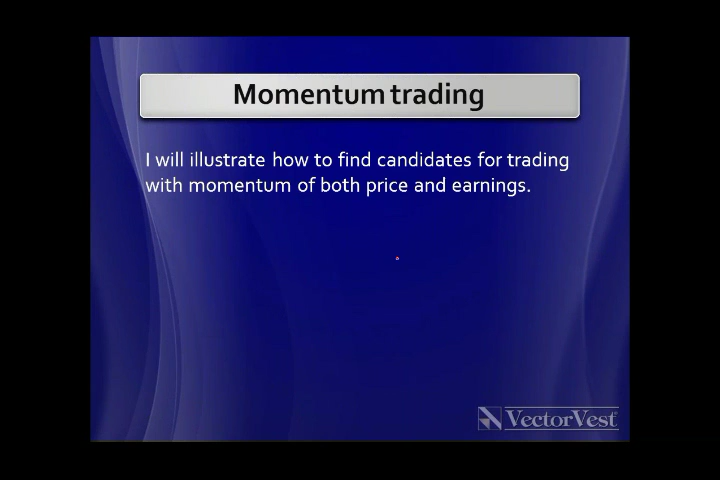 Momentum trading
I will illustrate how to find candidates for trading
with momentum of both price and earnings.
VectorVest